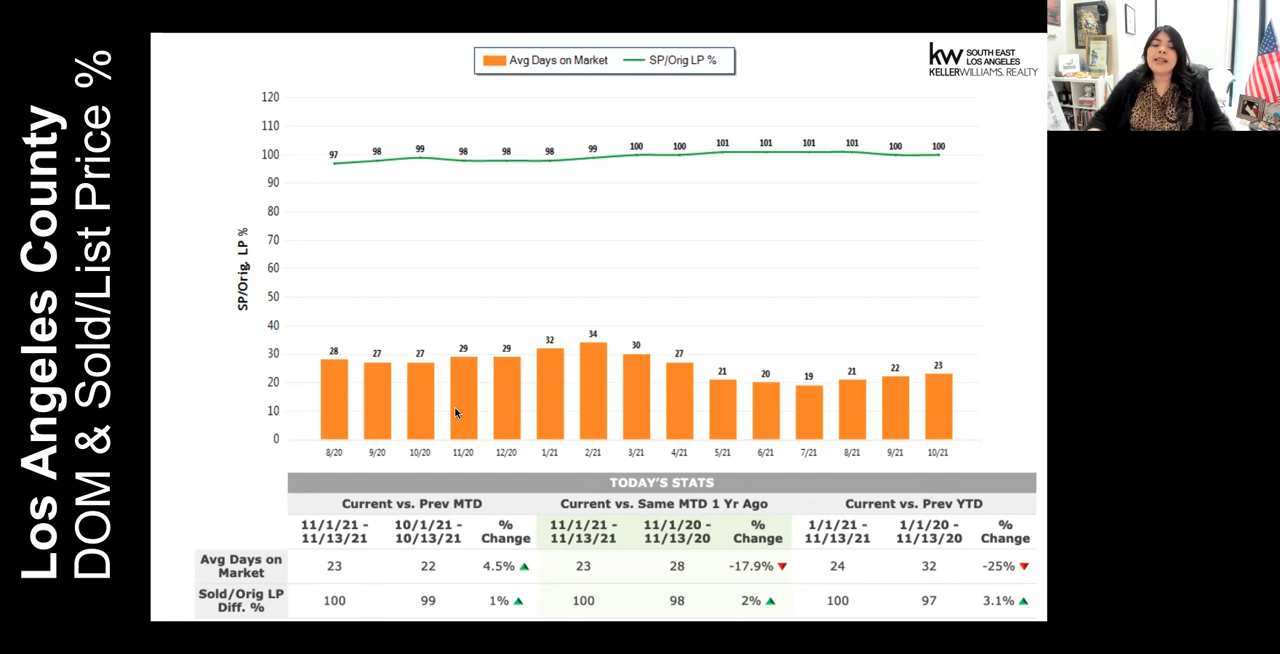 Los Angeles County
DOM & Sold/List Price %
Avg Days on Market
SP/Orig LP %
kw SOUTH EAST
LOS ANGELES
KELLERWILLIAMS. REALTY
SP/Orig. LP %
120
110
100
90
80
70
60
50
40
30
20
10
0
97 98 99 98 98 98 99 100 100 101 101 101 101 100 100
28 27 27 29 29 32 34 30 27 21 20 19 21 22 23
8/20 9/20 10/20 11/20 12/20 1/21 2/21 3/21 4/21 5/21 6/21 7/21 8/21 9/21 10/21
TODAY'S STATS
Current vs. Prev MTD Current vs. Same MTD 1 Yr Ago Current vs. Prev YTD
11/1/21 - 10/1/21 - % 11/1/21 - 11/1/20 - % 1/1/21 - 1/1/20 - %
11/13/21 10/13/21 Change 11/13/21 11/13/20 Change 11/13/21 11/13/20 Change
Avg Days on
Market
23 22 4.5% 23 28 -17.9% 24 32 -25%
Sold/Orig LP
Diff. %
100 99 1% 100 98 2% 100 97 3.1%